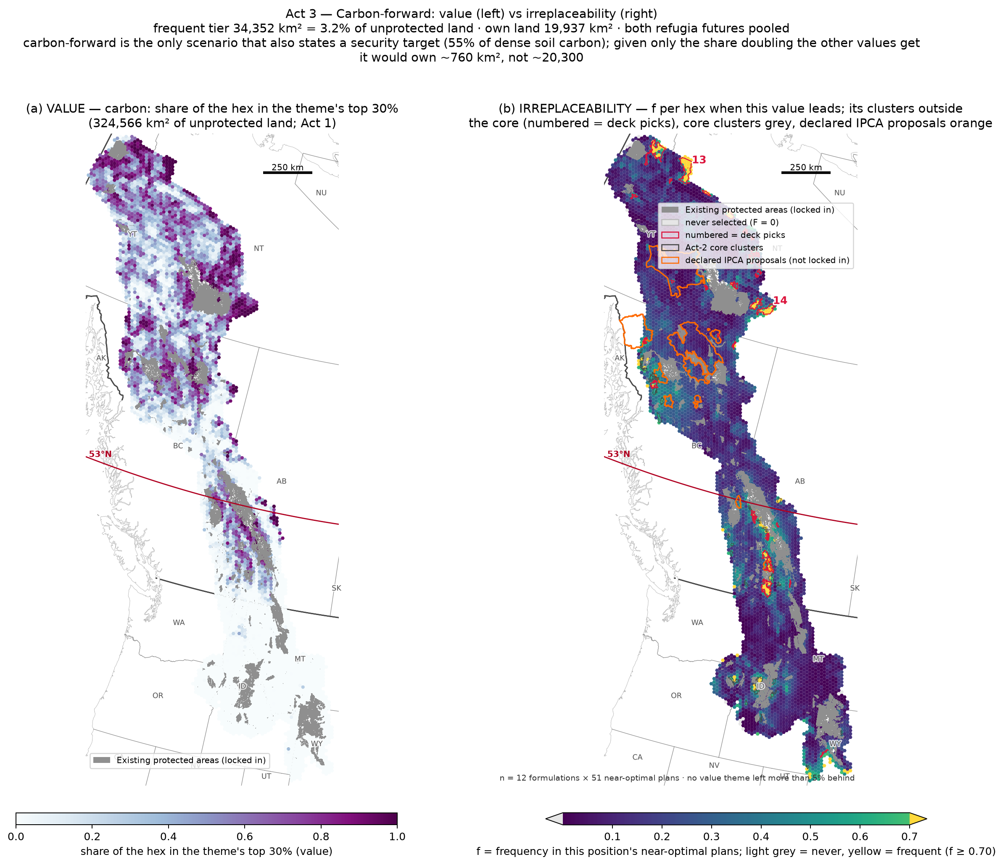 Act 3 — Carbon-forward: value (left) vs irreplaceability (right)
frequent tier 34,352 km² = 3.2% of unprotected land · own land 19,937 km² · both refugia futures pooled
carbon-forward is the only scenario that also states a security target (55% of dense soil carbon); given only the share doubling the other values get
it would own ~760 km², not ~20,300
(a) VALUE — carbon: share of the hex in the theme's top 30%
(324,566 km² of unprotected land; Act 1)
250 km
NU
YT
NT
AK
BC
53°N
AB
SK
WA
MT
ID
OR
WY
CA
NV
UT
Existing protected areas (locked in)
0.0 0.2 0.4 0.6 0.8 1.0
share of the hex in the theme's top 30% (value)
(b) IRREPLACEABILITY — f per hex when this value leads; its clusters outside
the core (numbered = deck picks), core clusters grey, declared IPCA proposals orange
13
250 km
NU
Existing protected areas (locked in)
never selected (F = 0)
numbered = deck picks
Act-2 core clusters
declared IPCA proposals (not locked in)
YT
NT
14
AK
BC
53°N
AB
SK
WA
MT
ID
OR
WY
CA
NV
UT
n = 12 formulations × 51 near-optimal plans · no value theme left more than 5% behind
0.1 0.2 0.3 0.4 0.5 0.6 0.7
f = frequency in this position's near-optimal plans; light grey = never, yellow = frequent (f ≥ 0.70)